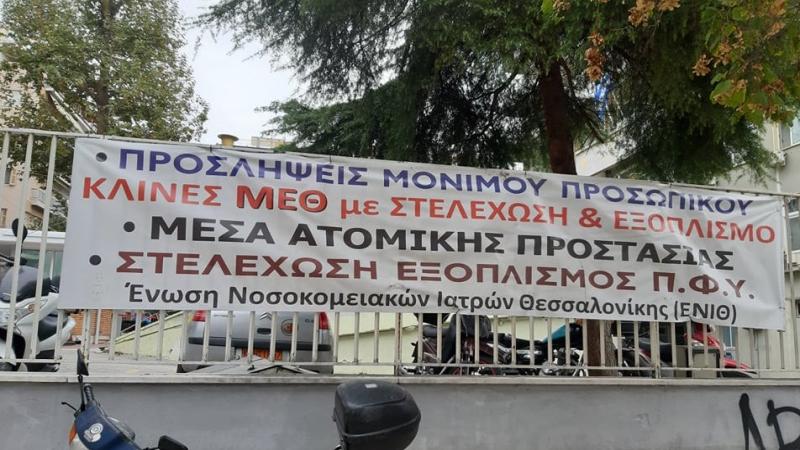 • ΠΡΟΣΛΗΨΕΙΣ ΜΟΝΙΜΟΥ ΠΡΟΣΩΠΙΚΟΥ
ΚΛΙΝΕΣ ΜΕΘ με ΣΤΕΛΕΧΩΣΗ & ΕΞΟΠΛΙΣΜΟ
• ΜΕΣΑ ΑΤΟΜΙΚΗΣ ΠΡΟΣΤΑΣΙΑΣ
• ΣΤΕΛΕΧΩΣΗ ΕΞΟΠΛΙΣΜΟΣ Π.Φ.Υ.
Ένωση Νοσοκομειακών Ιατρών Θεσσαλονίκης (ΕΝΙΘ)